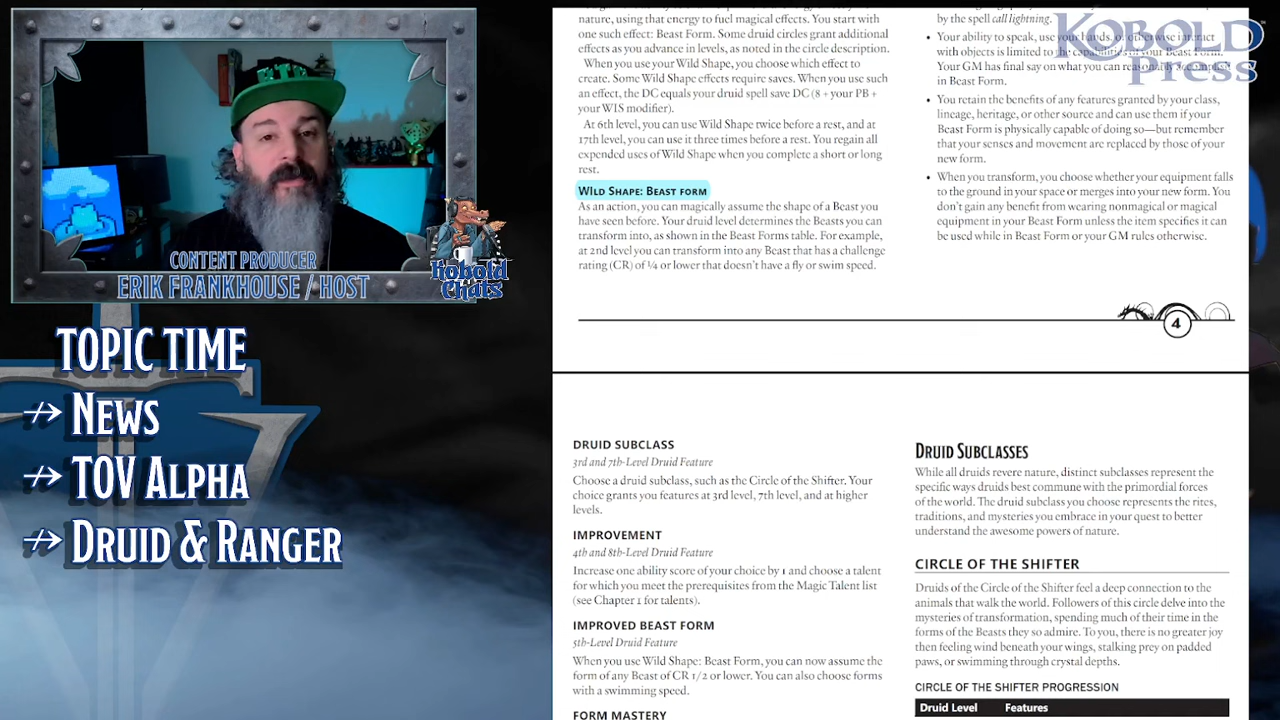 CONTENT PRODUCER
ERIK FRANKHOUSE / HOST
Kobold
Chats
TOPIC TIME
News
TOV Alpha
Druid & Ranger
Kobold
Press
nature, using that energy to fuel magical effects. You start with
one such effect: Beast Form. Some druid circles grant additional
effects as you advance in levels, as noted in the circle description.
When you use your Wild Shape, you choose which effect to
create. Some Wild Shape effects require saves. When you use such
an effect, the DC equals your druid spell save DC (8 + your PB +
your WIS modifier).
At 6th level, you can use Wild Shape twice before a rest, and at
17th level, you can use it three times before a rest. You regain all
expended uses of Wild Shape when you complete a short or long
rest.
Wild Shape: Beast form
As an action, you can magically assume the shape of a Beast you
have seen before. Your druid level determines the Beasts you can
transform into, as shown in the Beast Forms table. For example,
at 2nd level you can transform into any Beast that has a challenge
rating (CR) of ¼ or lower that doesn't have a fly or swim speed.
by the spell call lightning.
• Your ability to speak, use your hands, or otherwise interact
with objects is limited to the capabilities of your Beast Form.
Your GM has final say on what you can reasonably accomplish
in Beast Form.
• You retain the benefits of any features granted by your class,
lineage, heritage, or other source and can use them if your
Beast Form is physically capable of doing so—but remember
that your senses and movement are replaced by those of your
new form.
• When you transform, you choose whether your equipment falls
to the ground in your space or merges into your new form. You
don't gain any benefit from wearing nonmagical or magical
equipment in your Beast Form unless the item specifies it can
be used while in Beast Form or your GM rules otherwise.
4
DRUID SUBCLASS
3rd and 7th-Level Druid Feature
Choose a druid subclass, such as the Circle of the Shifter. Your
choice grants you features at 3rd level, 7th level, and at higher
levels.
IMPROVEMENT
4th and 8th-Level Druid Feature
Increase one ability score of your choice by 1 and choose a talent
for which you meet the prerequisites from the Magic Talent list
(see Chapter 1 for talents).
IMPROVED BEAST FORM
5th-Level Druid Feature
When you use Wild Shape: Beast Form, you can now assume the
form of any Beast of CR 1/2 or lower. You can also choose forms
with a swimming speed.
FORM MASTERY
Druid Subclasses
While all druids revere nature, distinct subclasses represent the
specific ways druids best commune with the primordial forces
of the world. The druid subclass you choose represents the rites,
traditions, and mysteries you embrace in your quest to better
understand the awesome powers of nature.
CIRCLE OF THE SHIFTER
Druids of the Circle of the Shifter feel a deep connection to the
animals that walk the world. Followers of this circle delve into the
mysteries of transformation, spending much of their time in the
forms of the Beasts they so admire. To you, there is no greater joy
then feeling wind beneath your wings, stalking prey on padded
paws, or swimming through crystal depths.
CIRCLE OF THE SHIFTER PROGRESSION
Druid Level Features